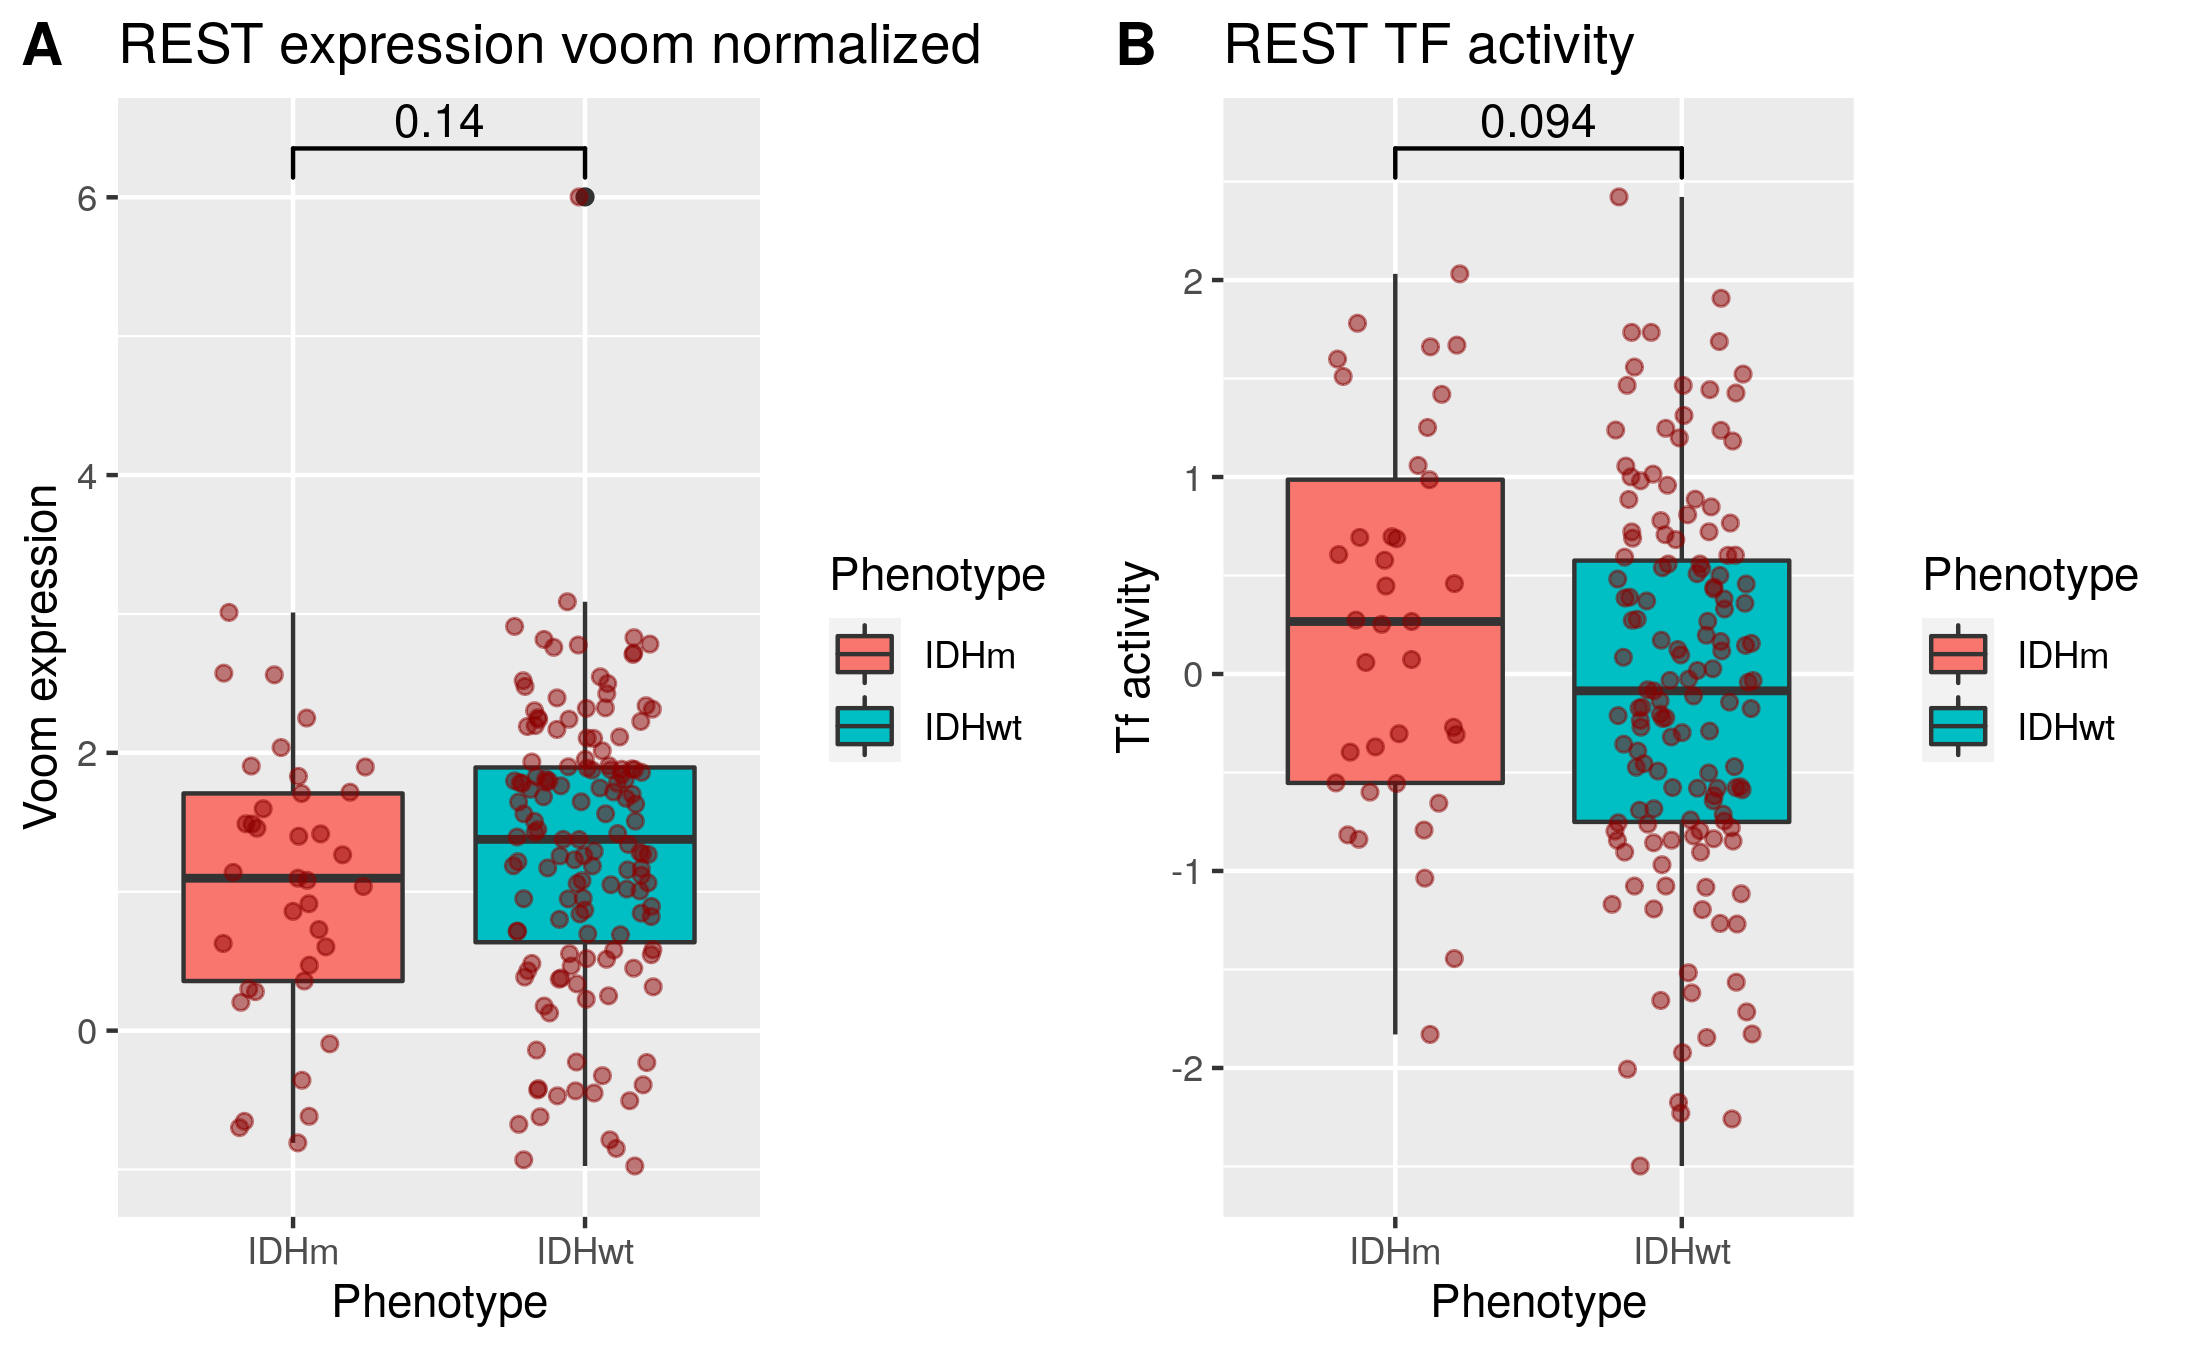 A REST expression voom normalized
0.14
6
4
2
0
Voom expression
IDHm IDHwt
Phenotype
Phenotype
IDHm
IDHwt
B REST TF activity
0.094
2
1
0
-1
-2
Tf activity
IDHm IDHwt
Phenotype
Phenotype
IDHm
IDHwt